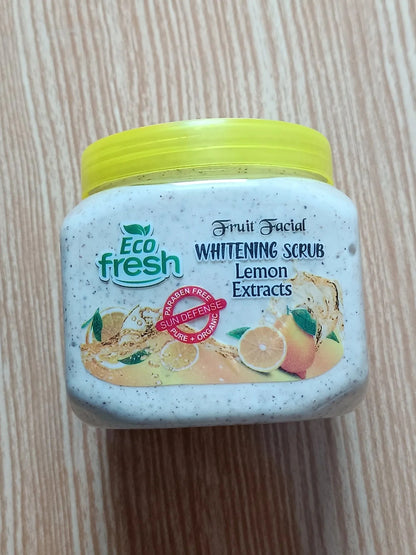 Eco
fresh
Fruit Facial
WHITENING SCRUB
Lemon
Extracts
PARABEN FREE
SUN DEFENSE
PURE + ORGANIC